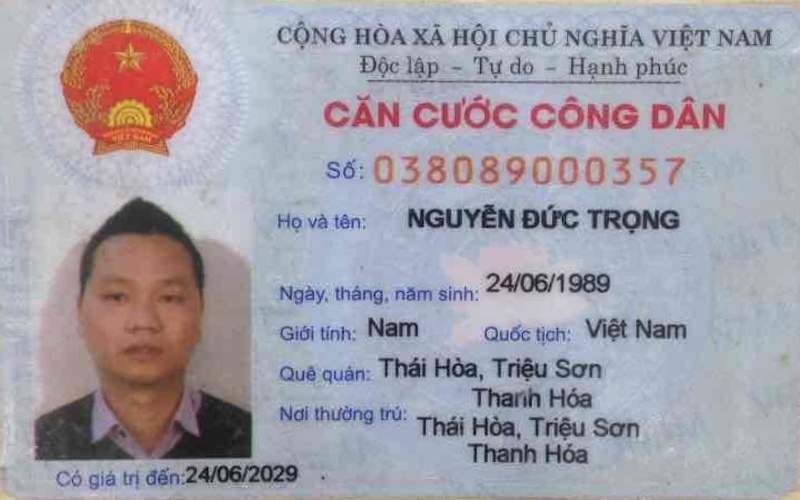 CỘNG HÒA XÃ HỘI CHỦ NGHĨA VIỆT NAM
Độc lập – Tự do – Hạnh phúc
CĂN CƯỚC CÔNG DÂN
Số: 038089000357
Họ và tên: NGUYỄN ĐỨC TRỌNG
Ngày, tháng, năm sinh: 24/06/1989
Giới tính: Nam Quốc tịch: Việt Nam
Quê quán: Thái Hòa, Triệu Sơn
Thanh Hóa
Nơi thường trú: Thái Hòa, Triệu Sơn
Thanh Hóa
Có giá trị đến: 24/06/2029